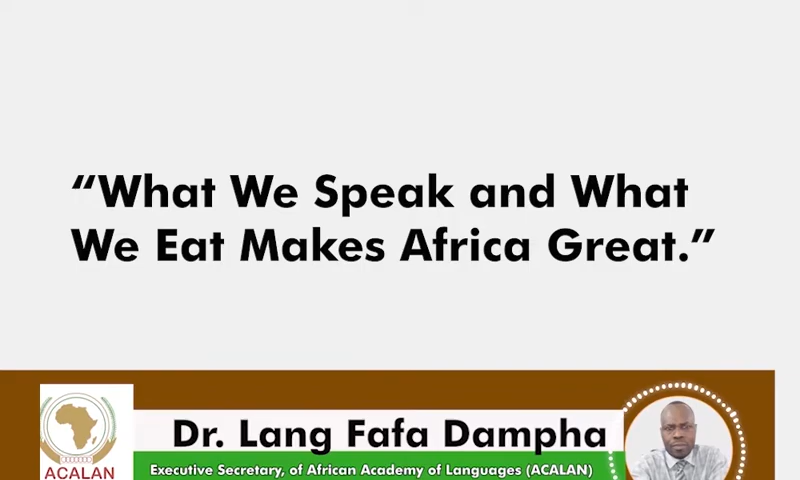 “What We Speak and What
We Eat Makes Africa Great.”
Dr. Lang Fafa Dampha
Executive Secretary, of African Academy of Languages (ACALAN)
ACALAN